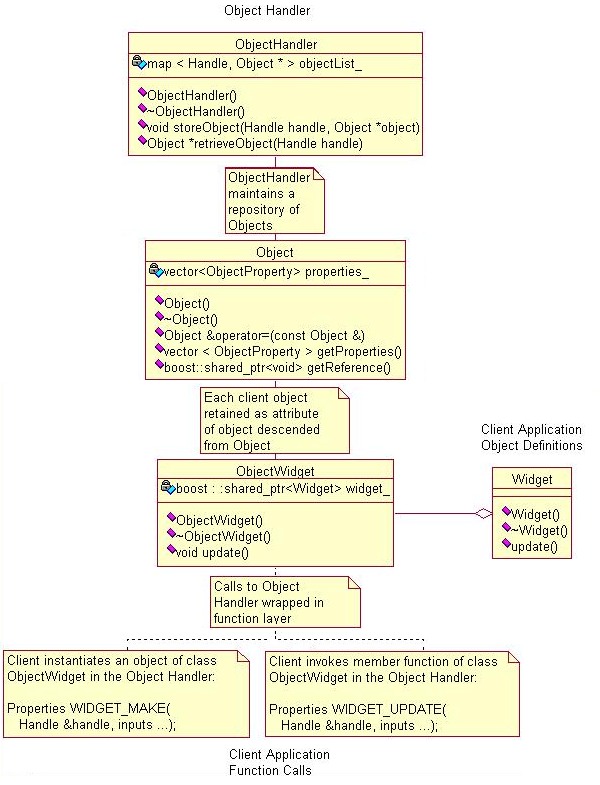 Object Handler
ObjectHandler
map < Handle, Object * > objectList_
ObjectHandler()
~ObjectHandler()
void storeObject(Handle handle, Object *object)
Object *retrieveObject(Handle handle)
ObjectHandler
maintains a
repository of
Objects
Object
vector<ObjectProperty> properties_
Object()
~Object()
Object &operator=(const Object &)
vector < ObjectProperty > getProperties()
boost::shared_ptr<void> getReference()
Each client object
retained as attribute
of object descended
from Object
Client Application
Object Definitions
ObjectWidget
boost : :shared_ptr<Widget> widget_
ObjectWidget()
~ObjectWidget()
void update()
Widget
Widget()
~Widget()
update()
Calls to Object
Handler wrapped in
function layer
Client instantiates an object of class
ObjectWidget in the Object Handler:
Properties WIDGET_MAKE(
Handle &handle, inputs ...);
Client invokes member function of class
ObjectWidget in the Object Handler:
Properties WIDGET_UPDATE(
Handle &handle, inputs ...);
Client Application
Function Calls